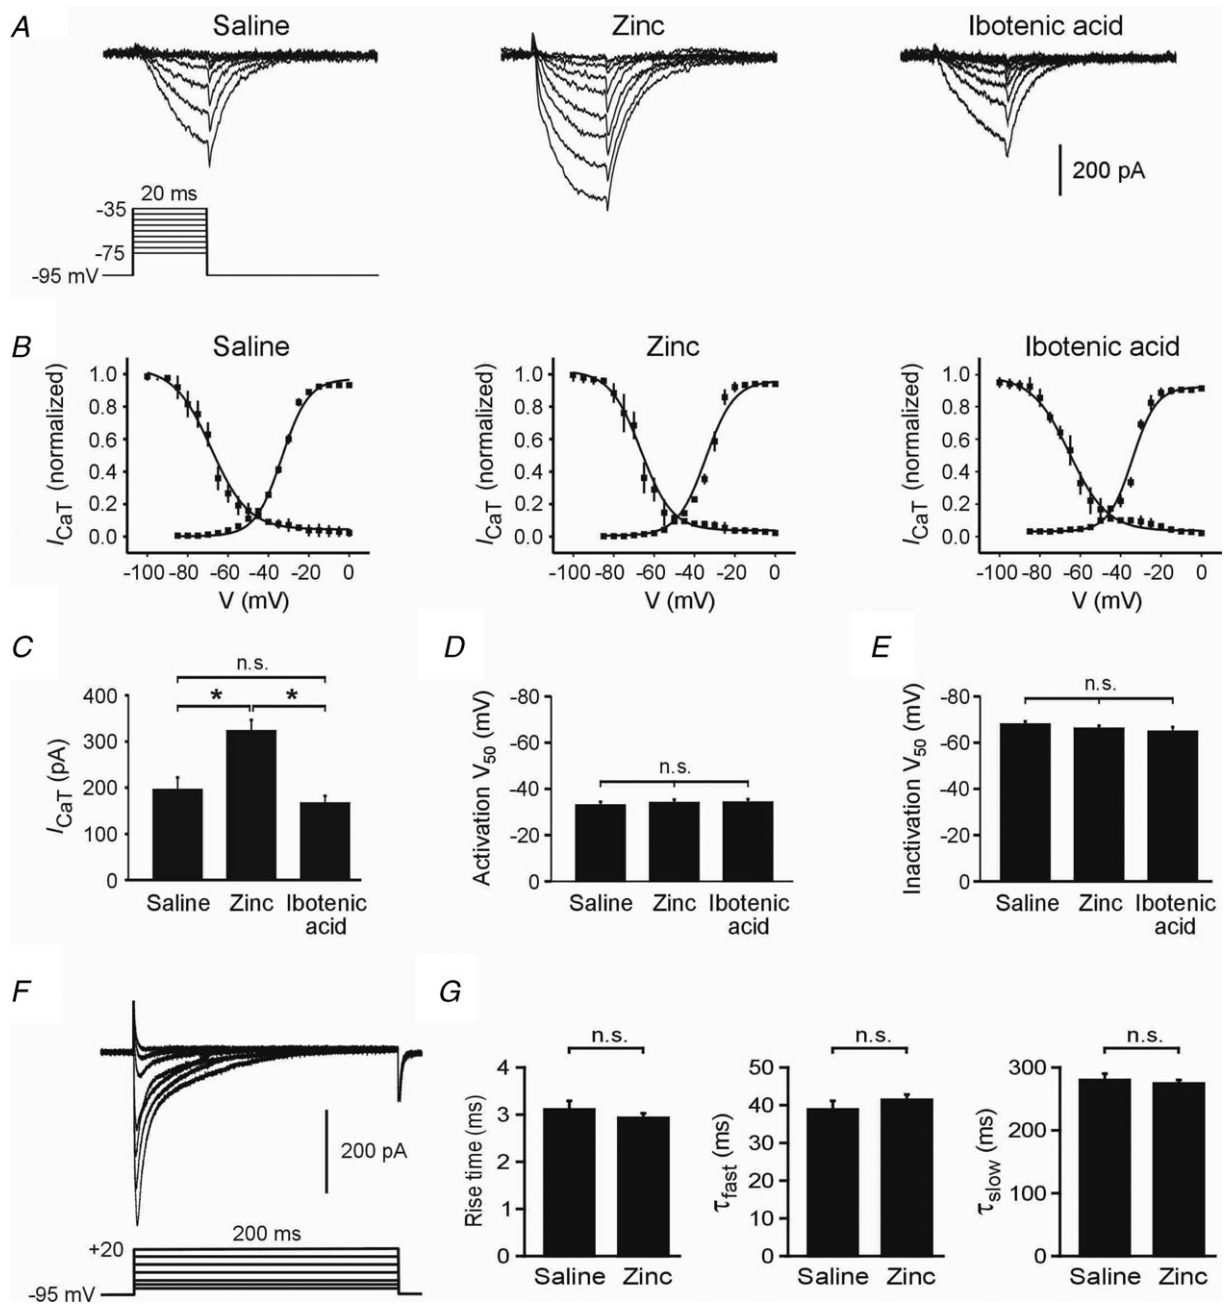 A
Saline
Zinc
Ibotenic acid
200 pA
20 ms
-35
-75
-95 mV
B
Saline
Zinc
Ibotenic acid
I CaT (normalized)
1.0
0.8
0.6
0.4
0.2
0.0
-100 -80 -60 -40 -20 0
V (mV)
I CaT (normalized)
1.0
0.8
0.6
0.4
0.2
0.0
-100 -80 -60 -40 -20 0
V (mV)
I CaT (normalized)
1.0
0.8
0.6
0.4
0.2
0.0
-100 -80 -60 -40 -20 0
V (mV)
C
n.s.
* *
I CaT (pA)
400
300
200
100
0
Saline Zinc Ibotenic acid
D
n.s.
Activation V50 (mV)
-80
-60
-40
-20
0
Saline Zinc Ibotenic acid
E
n.s.
Inactivation V50 (mV)
-80
-60
-40
-20
0
Saline Zinc Ibotenic acid
F
200 pA
200 ms
+20
-95 mV
G
n.s.
Rise time (ms)
4
3
2
1
0
Saline Zinc
n.s.
τfast (ms)
50
40
30
20
10
0
Saline Zinc
n.s.
τslow (ms)
300
200
100
0
Saline Zinc